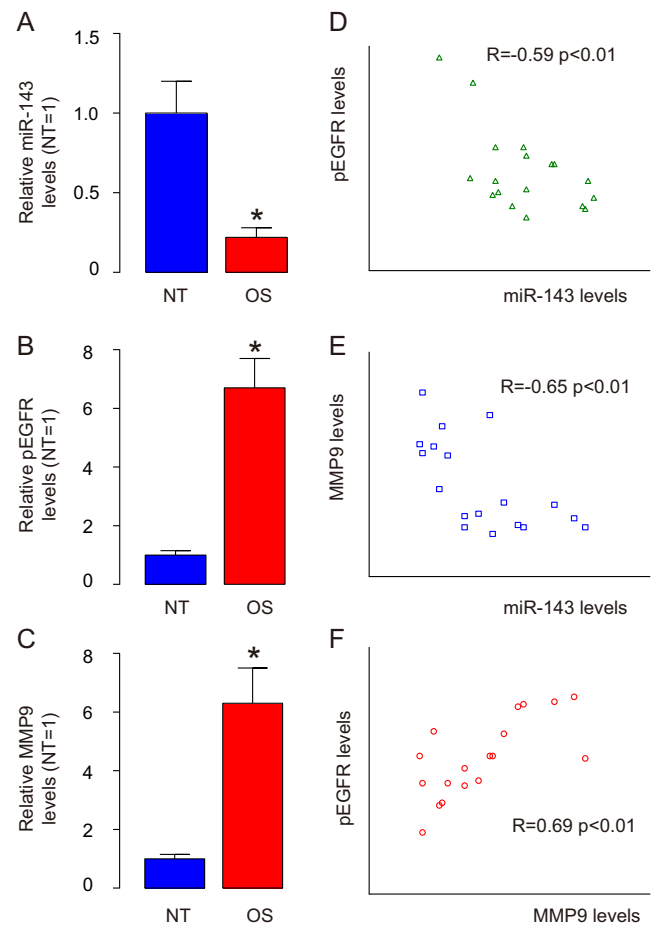 A
Relative miR-143
levels (NT=1)
1.5
1.0
0.5
0
*
NT OS
D
pEGFR levels
R=-0.59 p<0.01
miR-143 levels
B
Relative pEGFR
levels (NT=1)
8
6
4
2
0
*
NT OS
E
MMP9 levels
R=-0.65 p<0.01
miR-143 levels
C
Relative MMP9
levels (NT=1)
8
6
4
2
0
*
NT OS
F
pEGFR levels
R=0.69 p<0.01
MMP9 levels